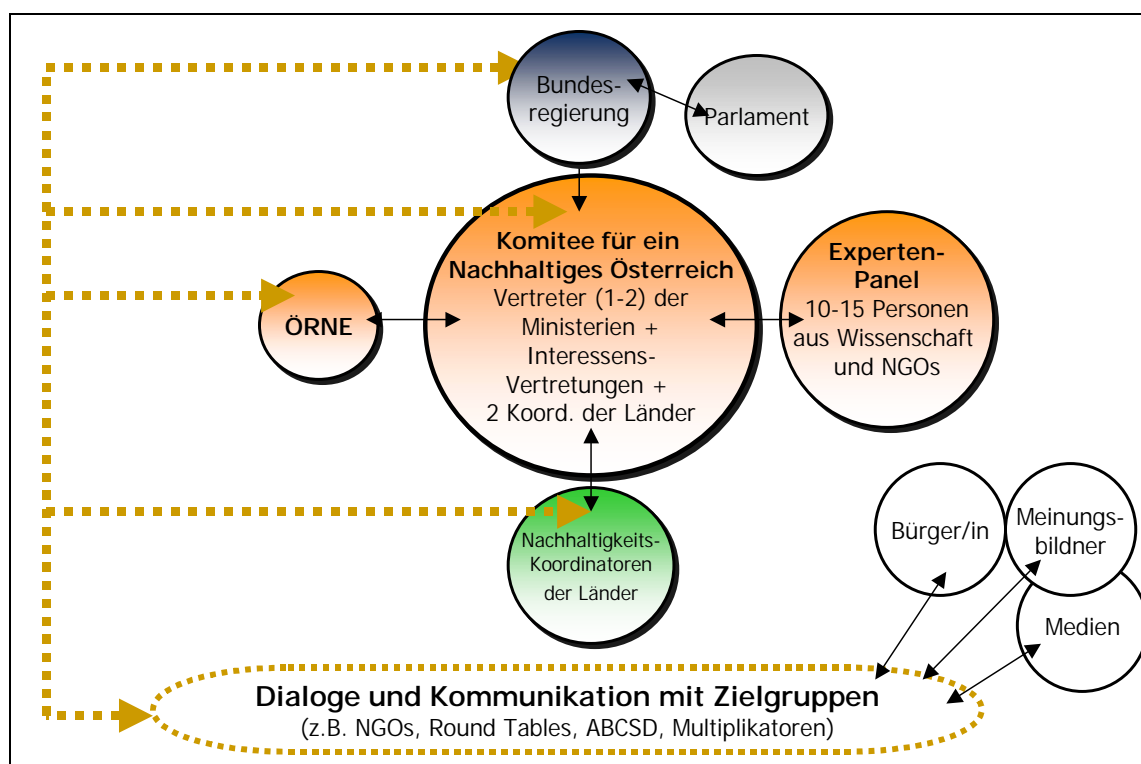 Bundes-
regierung
Parlament
Komitee für ein
Nachhaltiges Österreich
Vertreter (1-2) der
Ministerien +
Interessens-
Vertretungen +
2 Koord. der Länder
Experten-
Panel
10-15 Personen
aus Wissenschaft
und NGOs
ÖRNE
Nachhaltigkeits-
Koordinatoren
der Länder
Bürger/in
Meinungs-
bildner
Medien
Dialoge und Kommunikation mit Zielgruppen
(z.B. NGOs, Round Tables, ABCSD, Multiplikatoren)